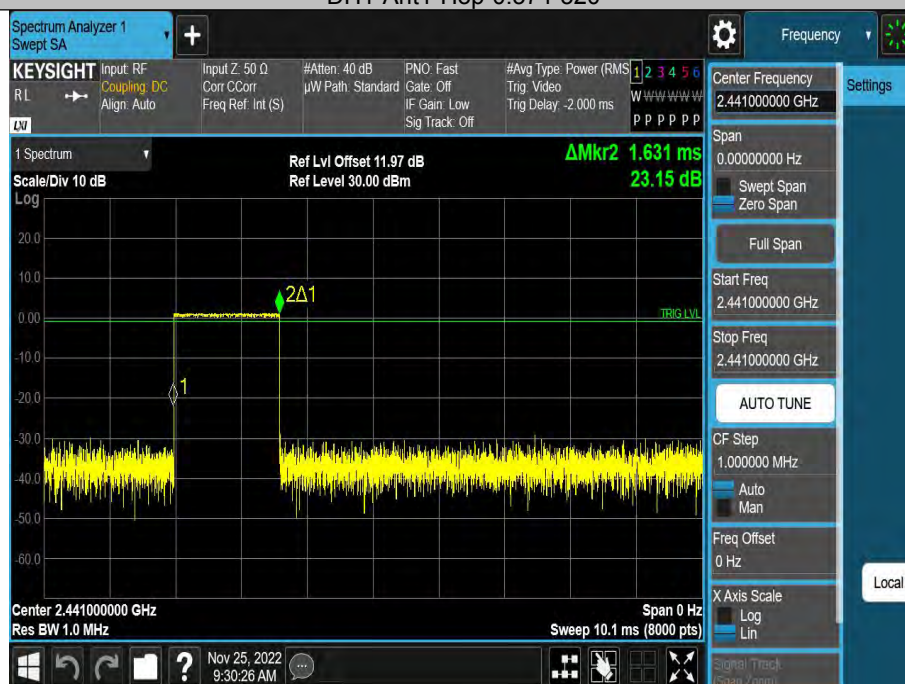 Spectrum Analyzer 1
Swept SA
+
Frequency
KEYSIGHT
RL
LXI
Input: RF
Coupling: DC
Align: Auto
Input Z: 50 Ω
Corr CCorr
Freq Ref: Int (S)
#Atten: 40 dB
µW Path: Standard
PNO: Fast
Gate: Off
IF Gain: Low
Sig Track: Off
#Avg Type: Power (RMS
Trig: Video
Trig Delay: -2.000 ms
1 2 3 4 5 6
W W W W W W
P P P P P P
Center Frequency
2.441000000 GHz
Settings
1 Spectrum
Scale/Div 10 dB
Log
Ref Lvl Offset 11.97 dB
Ref Level 30.00 dBm
ΔMkr2 1.631 ms
23.15 dB
20.0
10.0
0.00
-10.0
-20.0
-30.0
-40.0
-50.0
-60.0
2Δ1
1
TRIG LVL
Center 2.441000000 GHz
Res BW 1.0 MHz
Span 0 Hz
Sweep 10.1 ms (8000 pts)
Span
0.00000000 Hz
Swept Span
Zero Span
Full Span
Start Freq
2.441000000 GHz
Stop Freq
2.441000000 GHz
AUTO TUNE
CF Step
1.000000 MHz
Auto
Man
Freq Offset
0 Hz
X Axis Scale
Log
Lin
Signal Track
(Span Zoom)
Local
?
Nov 25, 2022
9:30:26 AM